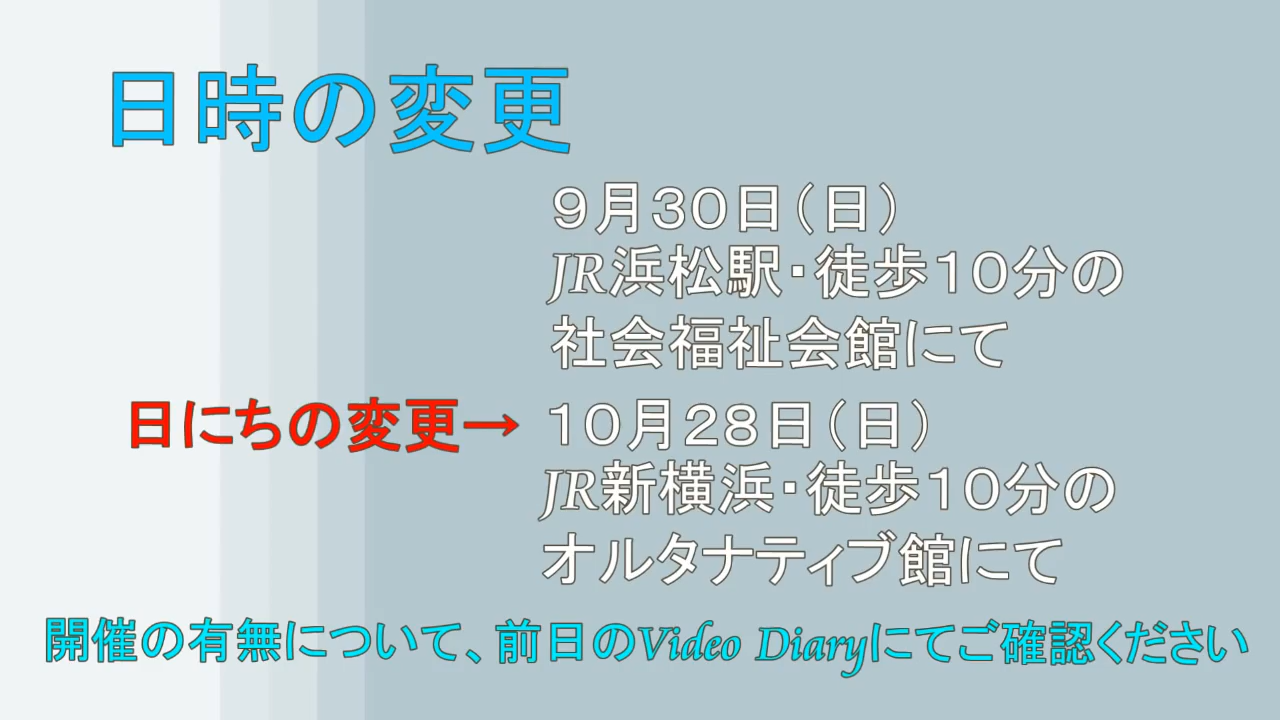 日時の変更
９月３０日（日）
JR浜松駅・徒歩１０分の
社会福祉会館にて
日にちの変更→１０月２８日（日）
JR新横浜・徒歩１０分の
オルタナティブ館にて
開催の有無について、前日のVideo Diaryにてご確認ください